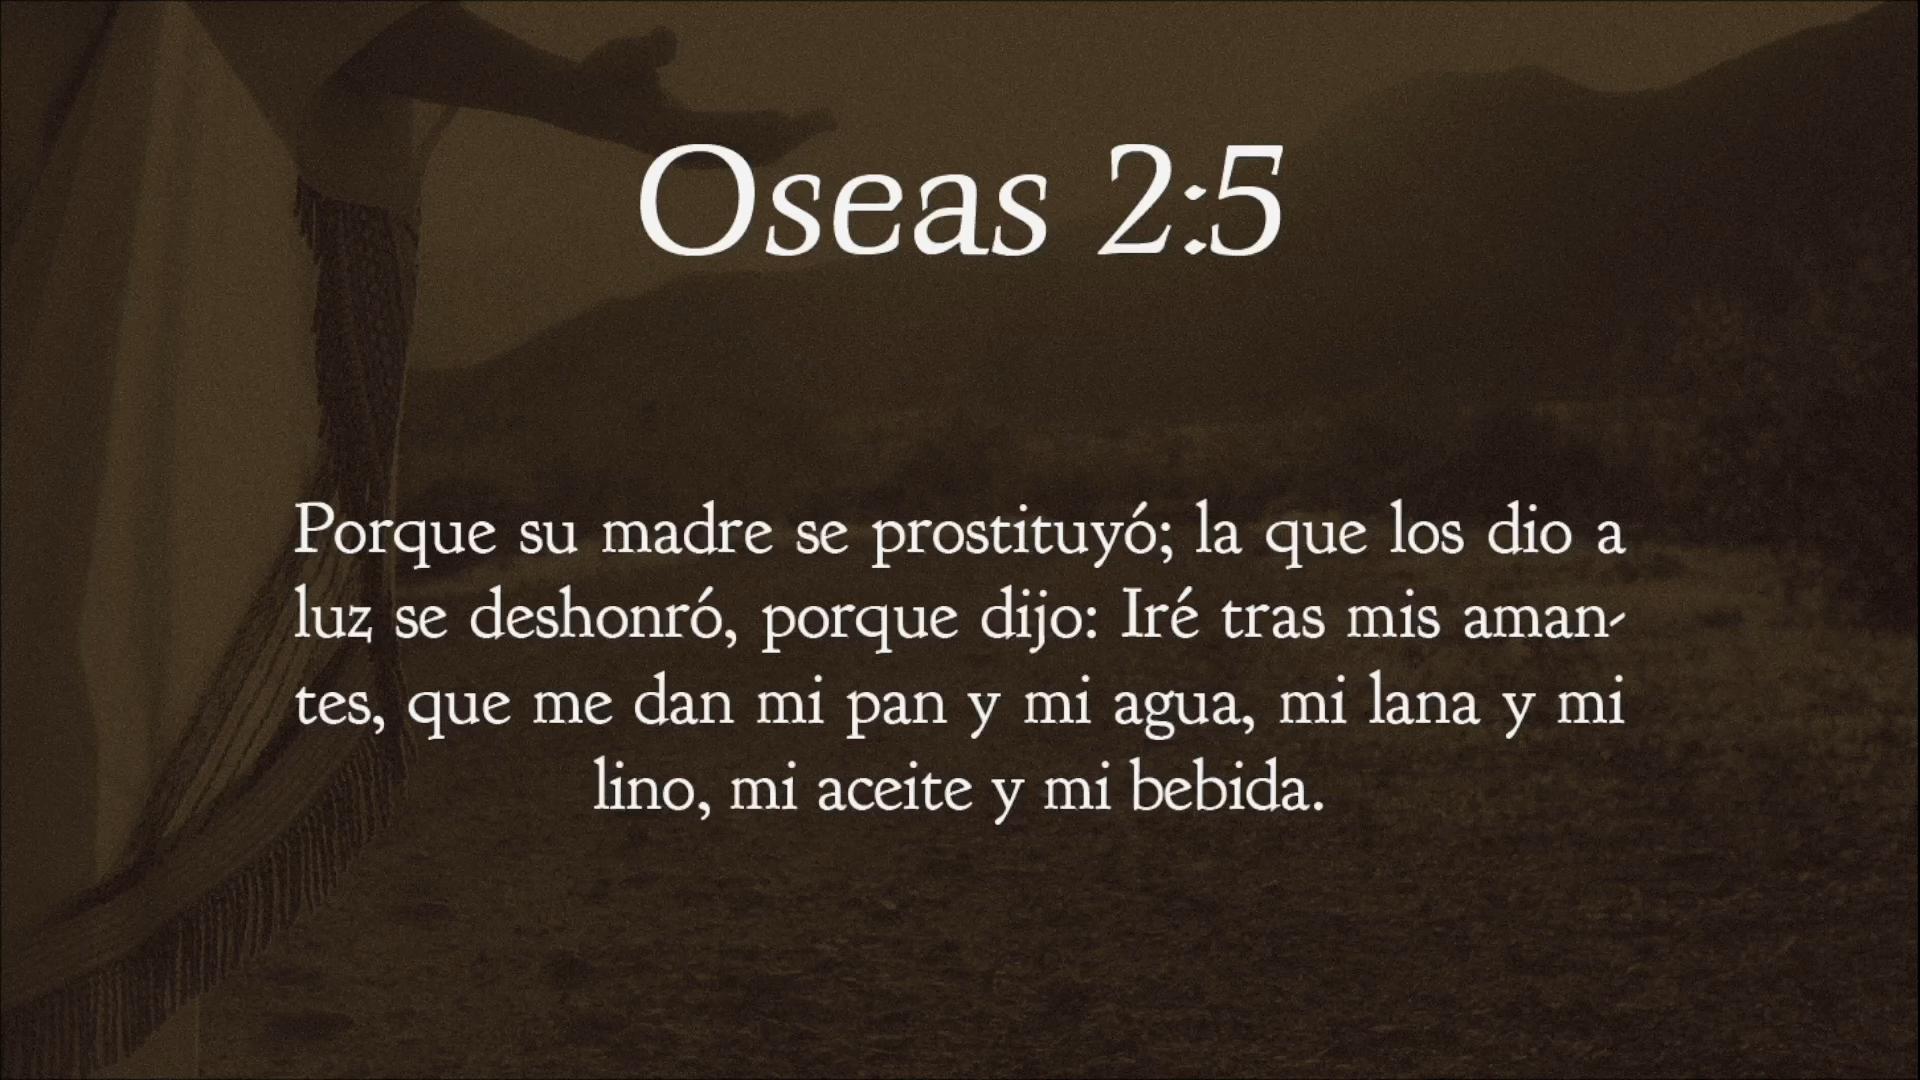 Oseas 2:5
Porque su madre se prostituyó; la que los dio a
luz se deshonró, porque dijo: Iré tras mis aman-
tes, que me dan mi pan y mi agua, mi lana y mi
lino, mi aceite y mi bebida.